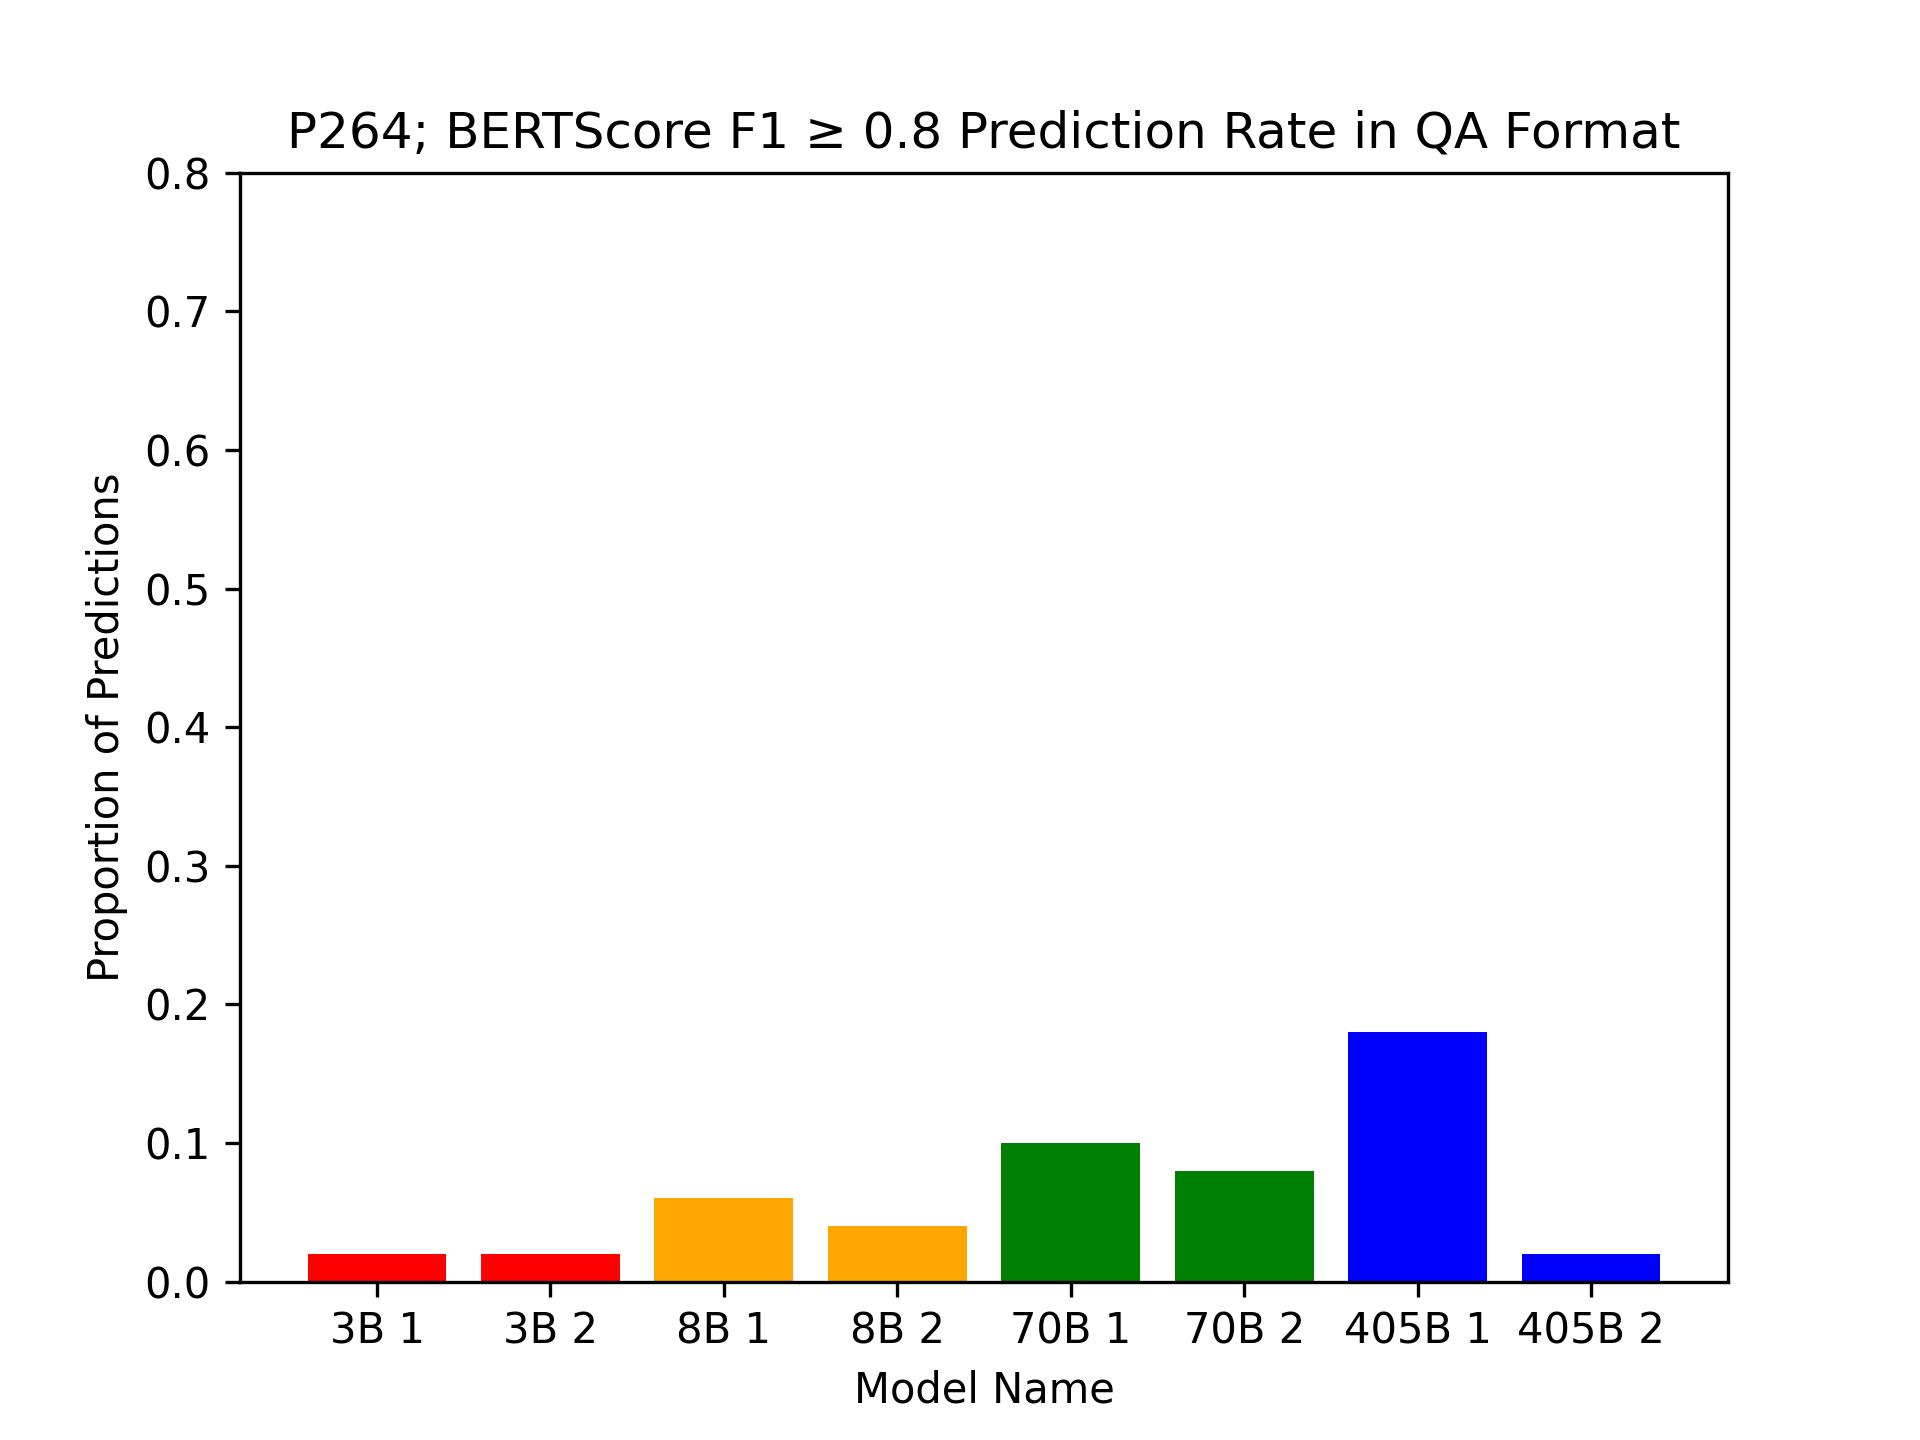 P264; BERTScore F1 ≥ 0.8 Prediction Rate in QA Format
0.8
0.7
0.6
0.5
0.4
0.3
0.2
0.1
0.0
Proportion of Predictions
3B 1 3B 2 8B 1 8B 2 70B 1 70B 2 405B 1 405B 2
Model Name